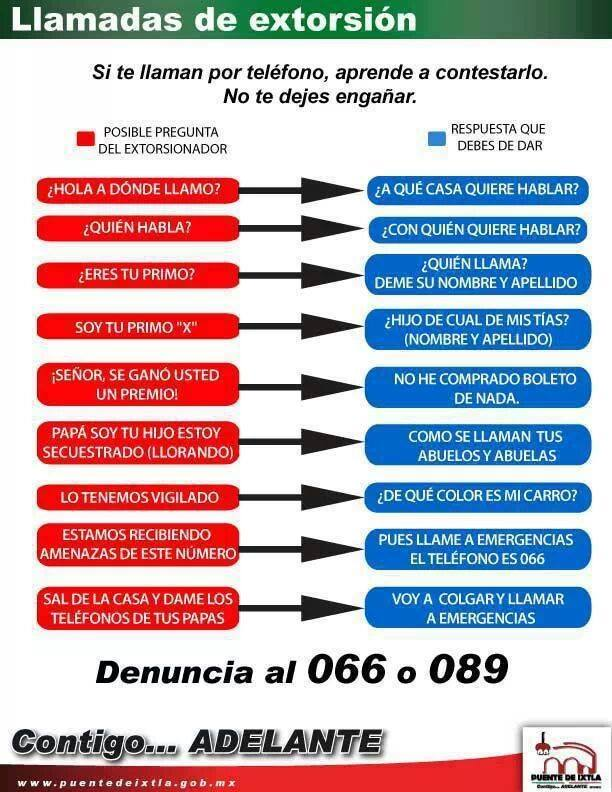 Llamadas de extorsión
Si te llaman por teléfono, aprende a contestarlo.
No te dejes engañar.
POSIBLE PREGUNTA
DEL EXTORSIONADOR
RESPUESTA QUE
DEBES DE DAR
¿HOLA A DÓNDE LLAMO?
¿A QUÉ CASA QUIERE HABLAR?
¿QUIÉN HABLA?
¿CON QUIÉN QUIERE HABLAR?
¿ERES TU PRIMO?
¿QUIÉN LLAMA?
DEME SU NOMBRE Y APELLIDO
SOY TU PRIMO "X"
¿HIJO DE CUAL DE MIS TÍAS?
(NOMBRE Y APELLIDO)
¡SEÑOR, SE GANÓ USTED
UN PREMIO!
NO HE COMPRADO BOLETO
DE NADA.
PAPÁ SOY TU HIJO ESTOY
SECUESTRADO (LLORANDO)
COMO SE LLAMAN TUS
ABUELOS Y ABUELAS
LO TENEMOS VIGILADO
¿DE QUÉ COLOR ES MI CARRO?
ESTAMOS RECIBIENDO
AMENAZAS DE ESTE NÚMERO
PUES LLAME A EMERGENCIAS
EL TELÉFONO ES 066
SAL DE LA CASA Y DAME LOS
TELÉFONOS DE TUS PAPAS
VOY A COLGAR Y LLAMAR
A EMERGENCIAS
Denuncia al 066 o 089
Contigo... ADELANTE
PUENTE DE IXTLA
Contigo... ADELANTE
www.puentedeixtla.gob.mx